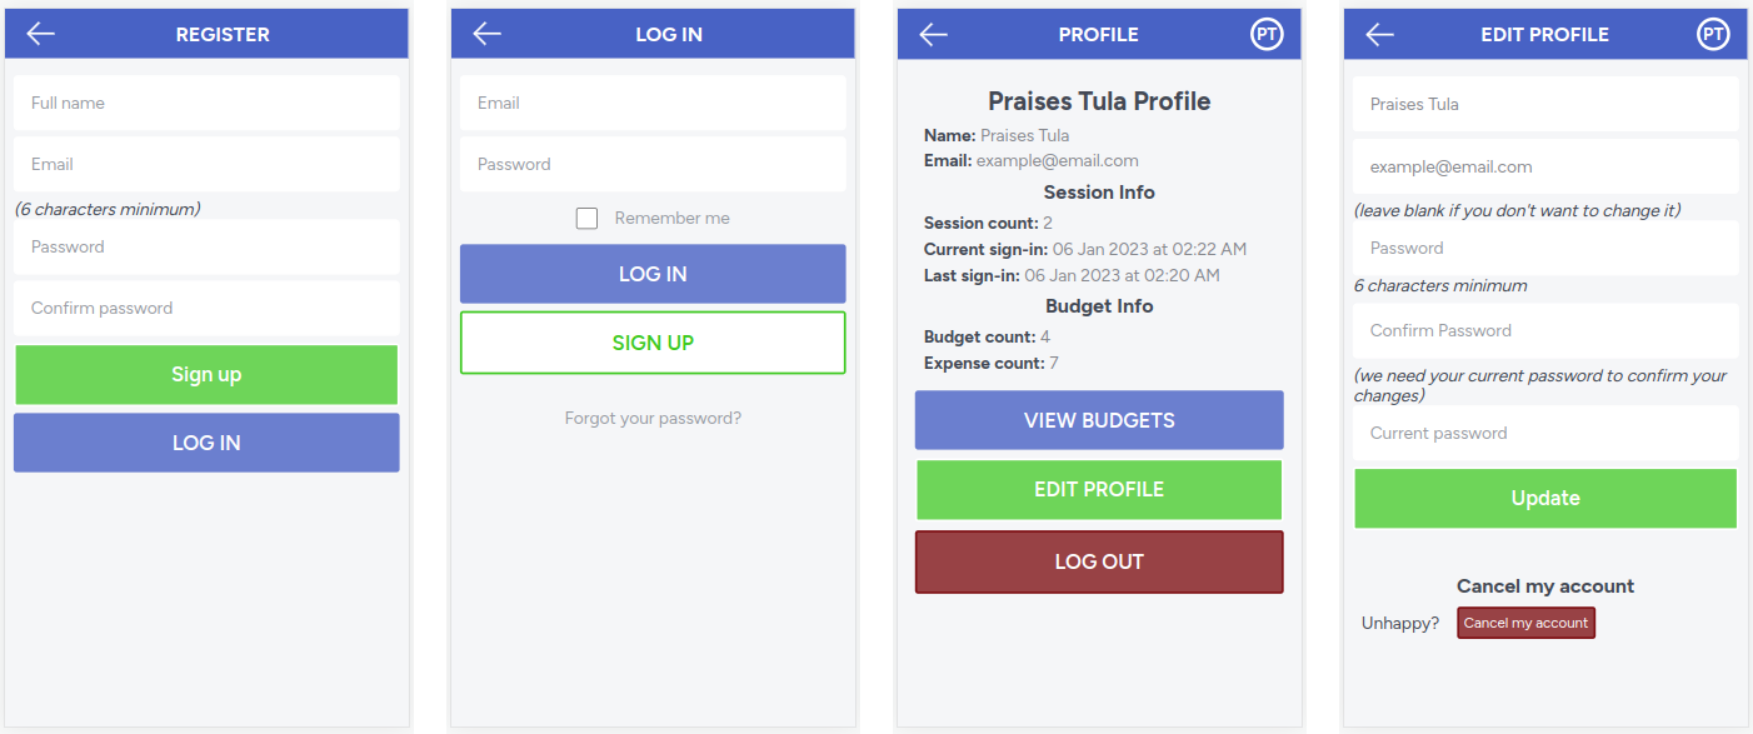 REGISTER
Full name
Email
(6 characters minimum)
Password
Confirm password
Sign up
LOG IN
LOG IN
Email
Password
Remember me
LOG IN
SIGN UP
Forgot your password?
PROFILE
PT
Praises Tula Profile
Name: Praises Tula
Email: example@email.com
Session Info
Session count: 2
Current sign-in: 06 Jan 2023 at 02:22 AM
Last sign-in: 06 Jan 2023 at 02:20 AM
Budget Info
Budget count: 4
Expense count: 7
VIEW BUDGETS
EDIT PROFILE
LOG OUT
EDIT PROFILE
PT
Praises Tula
example@email.com
(leave blank if you don't want to change it)
Password
6 characters minimum
Confirm Password
(we need your current password to confirm your
changes)
Current password
Update
Cancel my account
Unhappy? Cancel my account